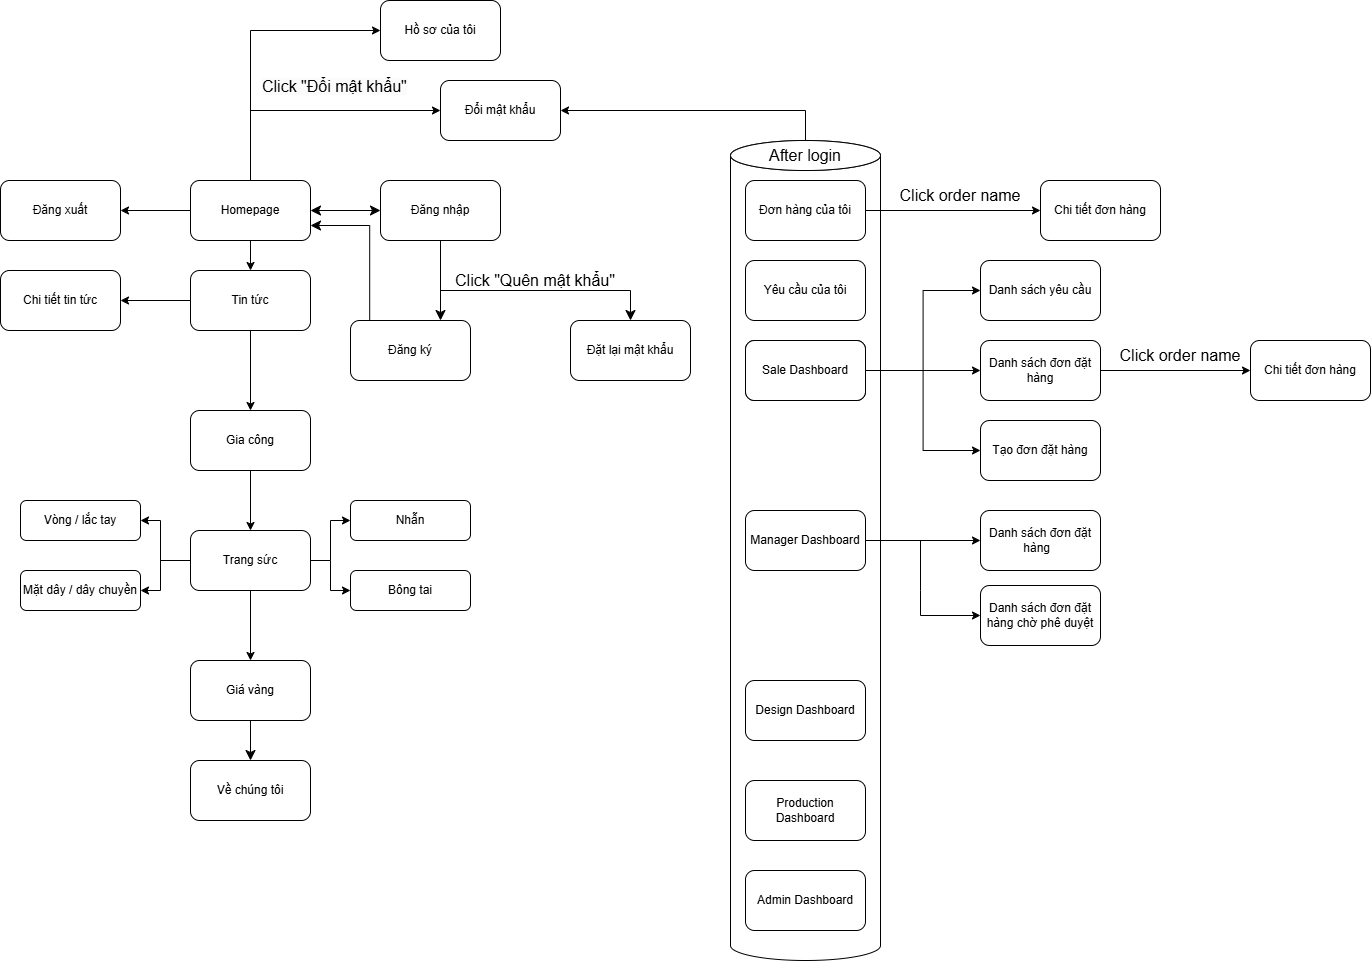 Hồ sơ của tôi
Click "Đổi mật khẩu"
Đổi mật khẩu
After login
Đăng xuất
Homepage
Đăng nhập
Đơn hàng của tôi
Click order name
Chi tiết đơn hàng
Chi tiết tin tức
Tin tức
Click "Quên mật khẩu"
Yêu cầu của tôi
Danh sách yêu cầu
Đăng ký
Đặt lại mật khẩu
Sale Dashboard
Danh sách đơn đặt
hàng
Click order name
Chi tiết đơn hàng
Gia công
Tạo đơn đặt hàng
Vòng / lắc tay
Nhẫn
Trang sức
Mặt dây / dây chuyền
Bông tai
Manager Dashboard
Danh sách đơn đặt
hàng
Danh sách đơn đặt
hàng chờ phê duyệt
Giá vàng
Design Dashboard
Về chúng tôi
Production
Dashboard
Admin Dashboard